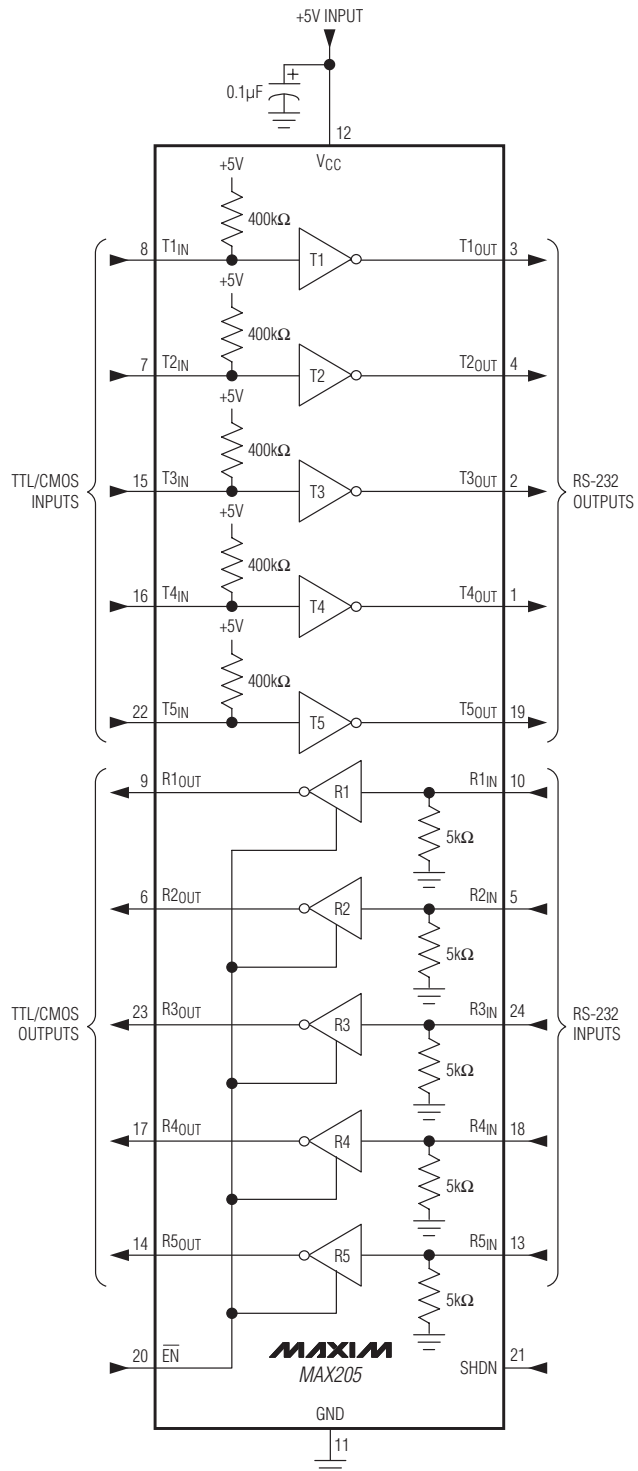 +5V INPUT
0.1µF
+
12
VCC
+5V
400kΩ
8 T1IN T1 T1OUT 3
+5V
400kΩ
7 T2IN T2 T2OUT 4
+5V
400kΩ
TTL/CMOS
INPUTS
15 T3IN T3 T3OUT 2
RS-232
OUTPUTS
+5V
400kΩ
16 T4IN T4 T4OUT 1
+5V
400kΩ
22 T5IN T5 T5OUT 19
9 R1OUT R1 R1IN 10
5kΩ
6 R2OUT R2 R2IN 5
5kΩ
TTL/CMOS
OUTPUTS
23 R3OUT R3 R3IN 24
RS-232
INPUTS
5kΩ
17 R4OUT R4 R4IN 18
5kΩ
14 R5OUT R5 R5IN 13
5kΩ
20 EN
MAXIM
MAX205
SHDN 21
GND
11